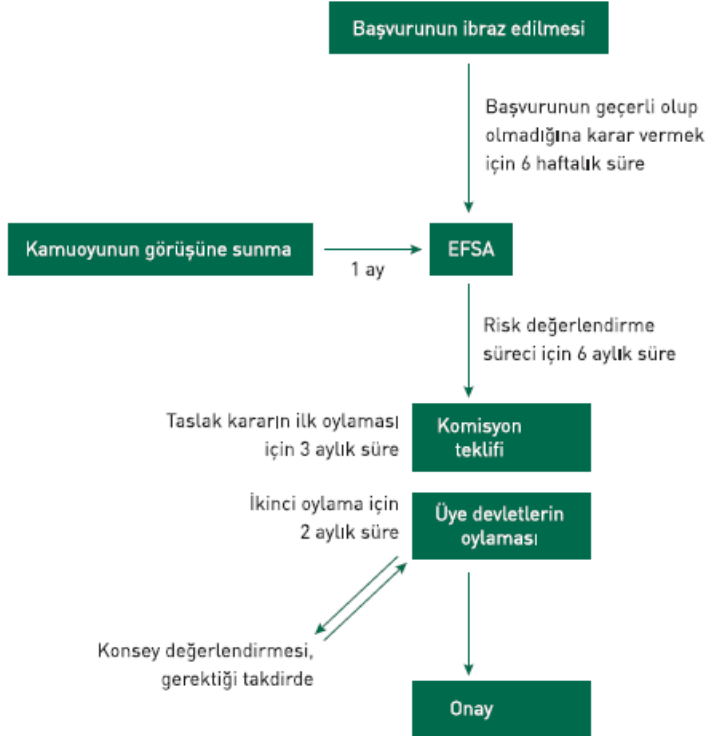 Başvurunun ibraz edilmesi
Başvurunun geçerli olup
olmadığına karar vermek
için 6 haftalık süre
Kamuoyunun görüşüne sunma
1 ay
EFSA
Risk değerlendirme
süreci için 6 aylık süre
Taslak kararın ilk oylaması
için 3 aylık süre
Komisyon
teklifi
İkinci oylama için
2 aylık süre
Üye devletlerin
oylaması
Konsey değerlendirmesi,
gerektiği takdirde
Onay